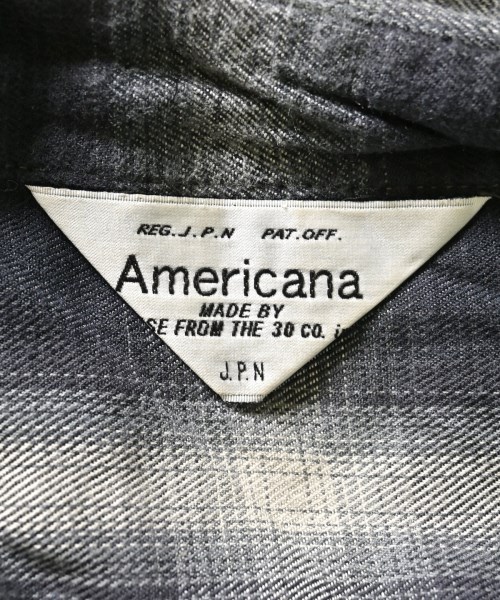 REG.J.P.N PAT.OFF.
Americana
MADE BY
SE FROM THE 30 CO.
J.P.N